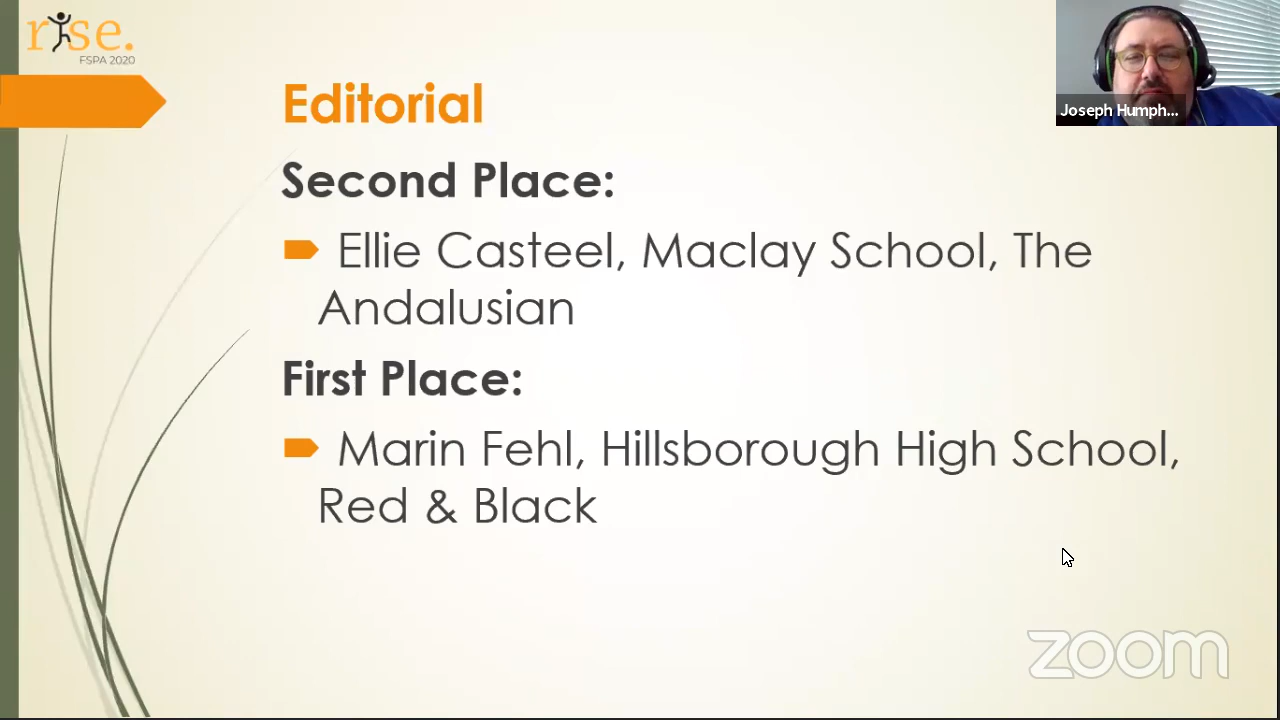 rise.
FSPA 2020
Joseph Humph...
Editorial
Second Place:
Ellie Casteel, Maclay School, The
Andalusian
First Place:
Marin Fehl, Hillsborough High School,
Red & Black
zoom